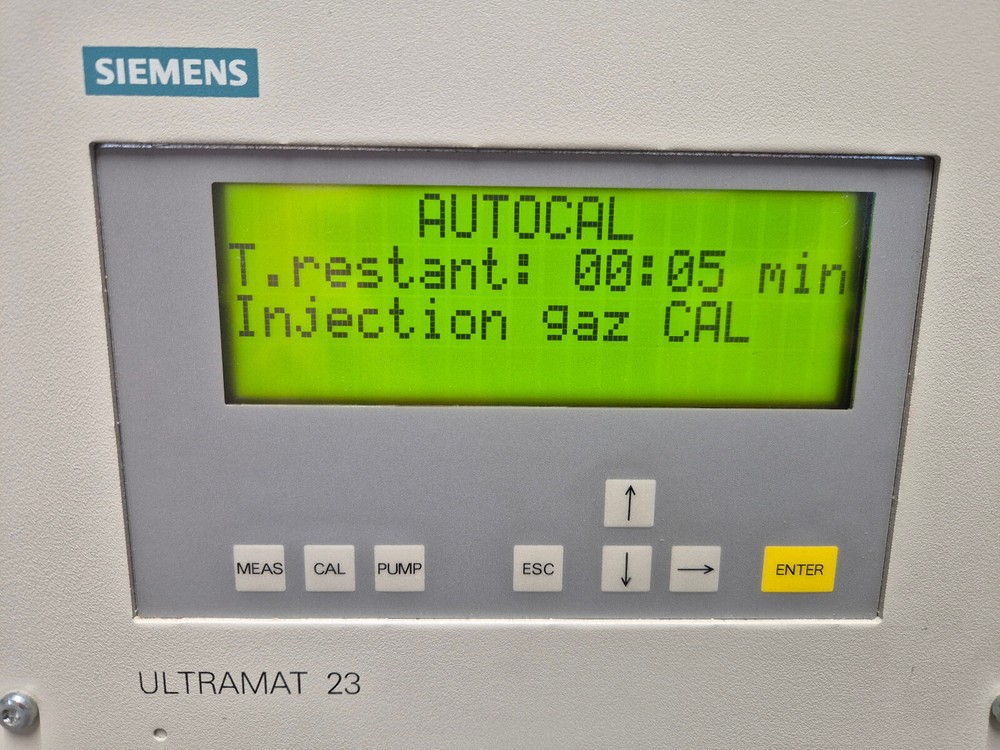 SIEMENS
AUTOCAL
T.restant: 00:05 min
Injection gaz CAL
↑
MEAS CAL PUMP ESC ↓ → ENTER
ULTRAMAT 23